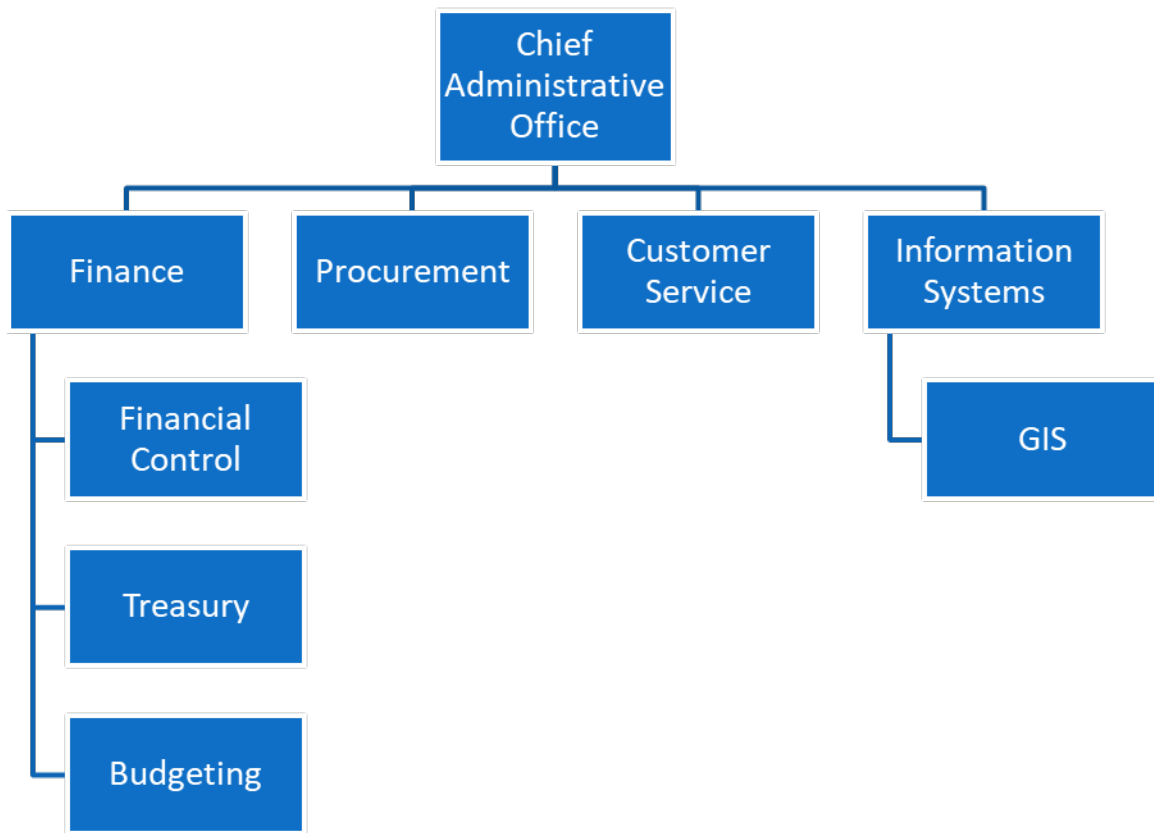 Chief
Administrative
Office
Finance
Procurement
Customer
Service
Information
Systems
Financial
Control
GIS
Treasury
Budgeting